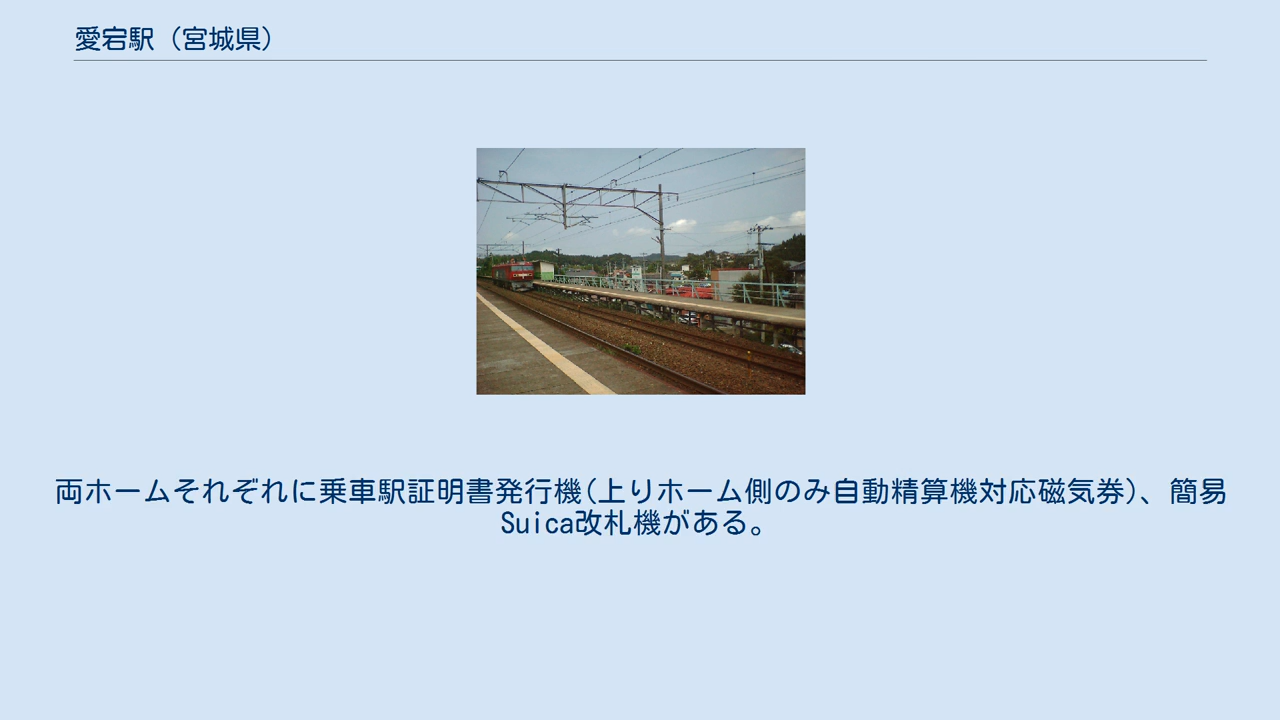 愛宕駅（宮城県）
両ホームそれぞれに乗車駅証明書発行機(上りホーム側のみ自動精算機対応磁気券)、簡易
Suica改札機がある。